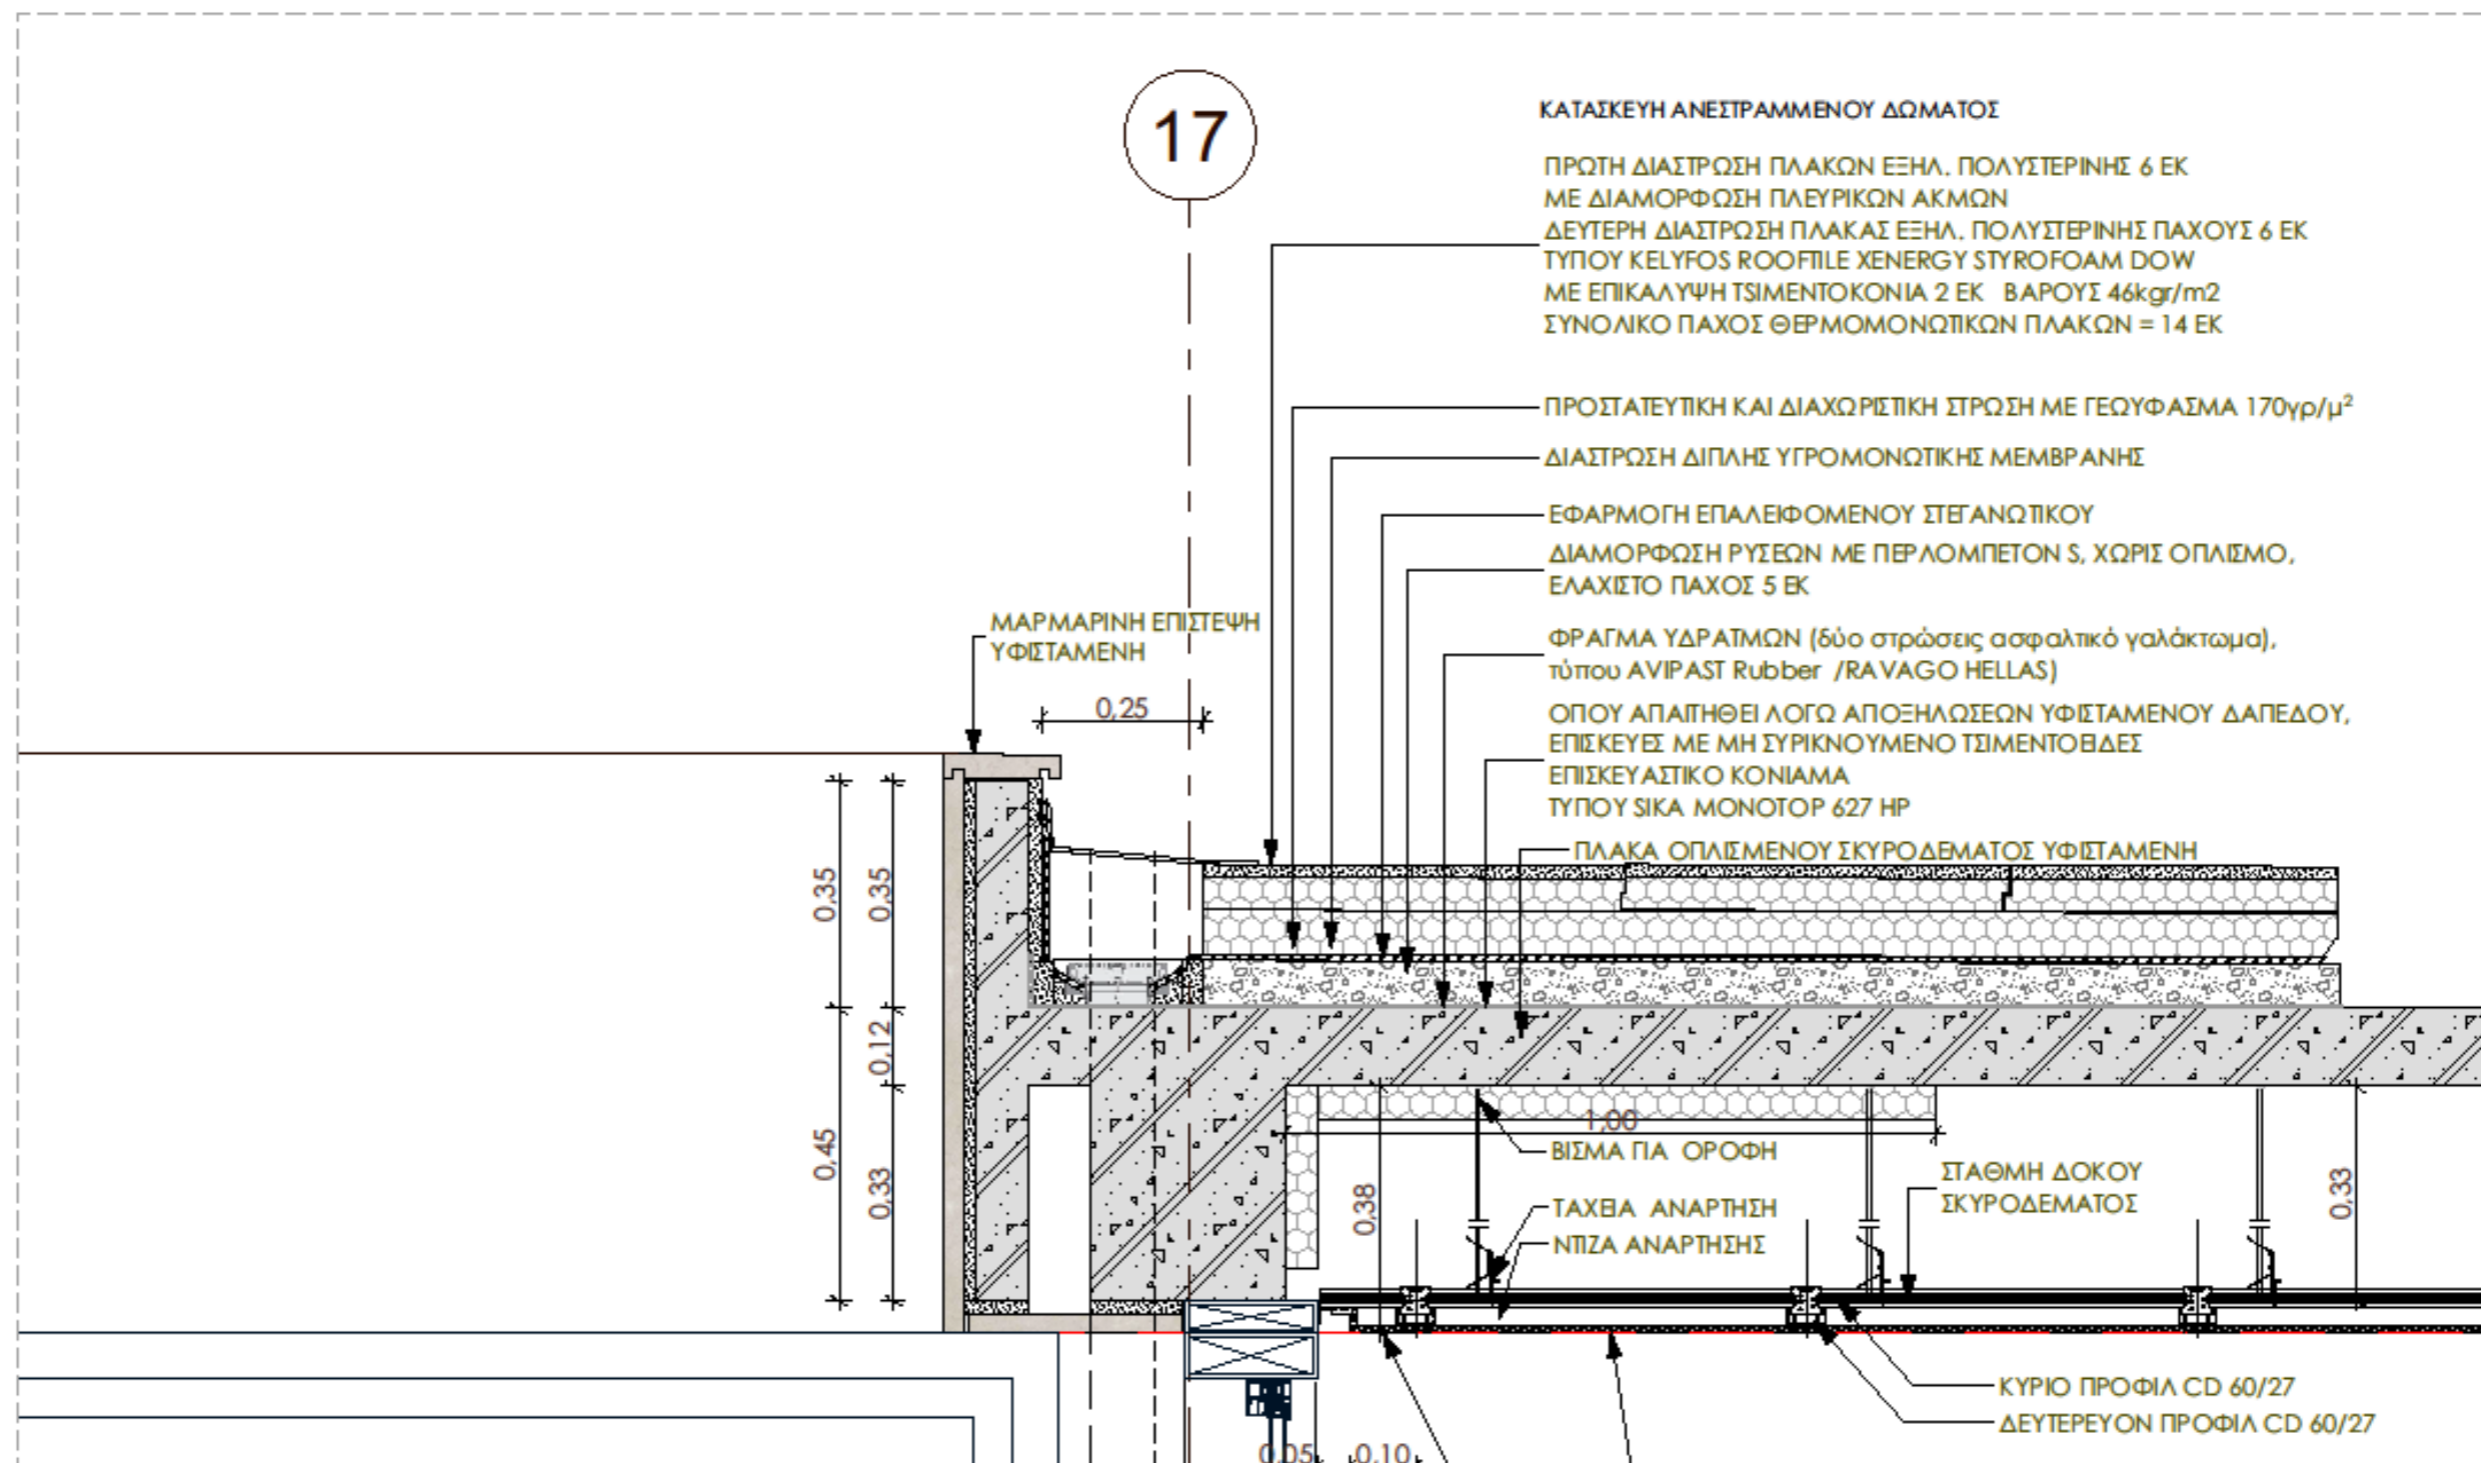 17
ΚΑΤΑΣΚΕΥΗ ΑΝΕΣΤΡΑΜΜΕΝΟΥ ΔΩΜΑΤΟΣ
ΠΡΩΤΗ ΔΙΑΣΤΡΩΣΗ ΠΛΑΚΩΝ ΕΞΗΛ. ΠΟΛΥΣΤΕΡΙΝΗΣ 6 ΕΚ
ΜΕ ΔΙΑΜΟΡΦΩΣΗ ΠΛΕΥΡΙΚΩΝ ΑΚΜΩΝ
ΔΕΥΤΕΡΗ ΔΙΑΣΤΡΩΣΗ ΠΛΑΚΑΣ ΕΞΗΛ. ΠΟΛΥΣΤΕΡΙΝΗΣ ΠΑΧΟΥΣ 6 ΕΚ
ΤΥΠΟΥ KELYFOS ROOFTILE XENERGY STYROFOAM DOW
ΜΕ ΕΠΙΚΑΛΥΨΗ TSIMENTOKONIA 2 ΕΚ ΒΑΡΟΥΣ 46kgr/m2
ΣΥΝΟΛΙΚΟ ΠΑΧΟΣ ΘΕΡΜΟΜΟΝΩΤΙΚΩΝ ΠΛΑΚΩΝ = 14 ΕΚ
ΠΡΟΣΤΑΤΕΥΤΙΚΗ ΚΑΙ ΔΙΑΧΩΡΙΣΤΙΚΗ ΣΤΡΩΣΗ ΜΕ ΓΕΩΥΦΑΣΜΑ 170γρ/μ²
ΔΙΑΣΤΡΩΣΗ ΔΙΠΛΗΣ ΥΓΡΟΜΟΝΩΤΙΚΗΣ ΜΕΜΒΡΑΝΗΣ
ΕΦΑΡΜΟΓΗ ΕΠΑΛΕΙΦΟΜΕΝΟΥ ΣΤΕΓΑΝΩΤΙΚΟΥ
ΔΙΑΜΟΡΦΩΣΗ ΡΥΣΕΩΝ ΜΕ ΠΕΡΛΟΜΠΕΤΟΝ S, ΧΩΡΙΣ ΟΠΛΙΣΜΟ,
ΕΛΑΧΙΣΤΟ ΠΑΧΟΣ 5 ΕΚ
ΦΡΑΓΜΑ ΥΔΡΑΤΜΩΝ (δύο στρώσεις ασφαλτικό γαλάκτωμα),
τύπου AVIPAST Rubber /RAVAGO HELLAS)
ΟΠΟΥ ΑΠΑΙΤΗΘΕΙ ΛΟΓΩ ΑΠΟΞΗΛΩΣΕΩΝ ΥΦΙΣΤΑΜΕΝΟΥ ΔΑΠΕΔΟΥ,
ΕΠΙΣΚΕΥΕΣ ΜΕ ΜΗ ΣΥΡΙΚΝΟΥΜΕΝΟ ΤΣΙΜΕΝΤΟΕΙΔΕΣ
ΕΠΙΣΚΕΥΑΣΤΙΚΟ ΚΟΝΙΑΜΑ
ΤΥΠΟΥ SIKA MONOTOP 627 HP
ΠΛΑΚΑ ΟΠΛΙΣΜΕΝΟΥ ΣΚΥΡΟΔΕΜΑΤΟΣ ΥΦΙΣΤΑΜΕΝΗ
ΜΑΡΜΑΡΙΝΗ ΕΠΙΣΤΕΨΗ
ΥΦΙΣΤΑΜΕΝΗ
0,25
0,35
0,35
0,12
0,45
0,33
1,00
ΒΙΣΜΑ ΓΙΑ ΟΡΟΦΗ
0,38
ΤΑΧΕΙΑ ΑΝΑΡΤΗΣΗ
ΝΤΙΖΑ ΑΝΑΡΤΗΣΗΣ
ΣΤΑΘΜΗ ΔΟΚΟΥ
ΣΚΥΡΟΔΕΜΑΤΟΣ
0,33
ΚΥΡΙΟ ΠΡΟΦΙΛ CD 60/27
ΔΕΥΤΕΡΕΥΟΝ ΠΡΟΦΙΛ CD 60/27
0,05
0,10